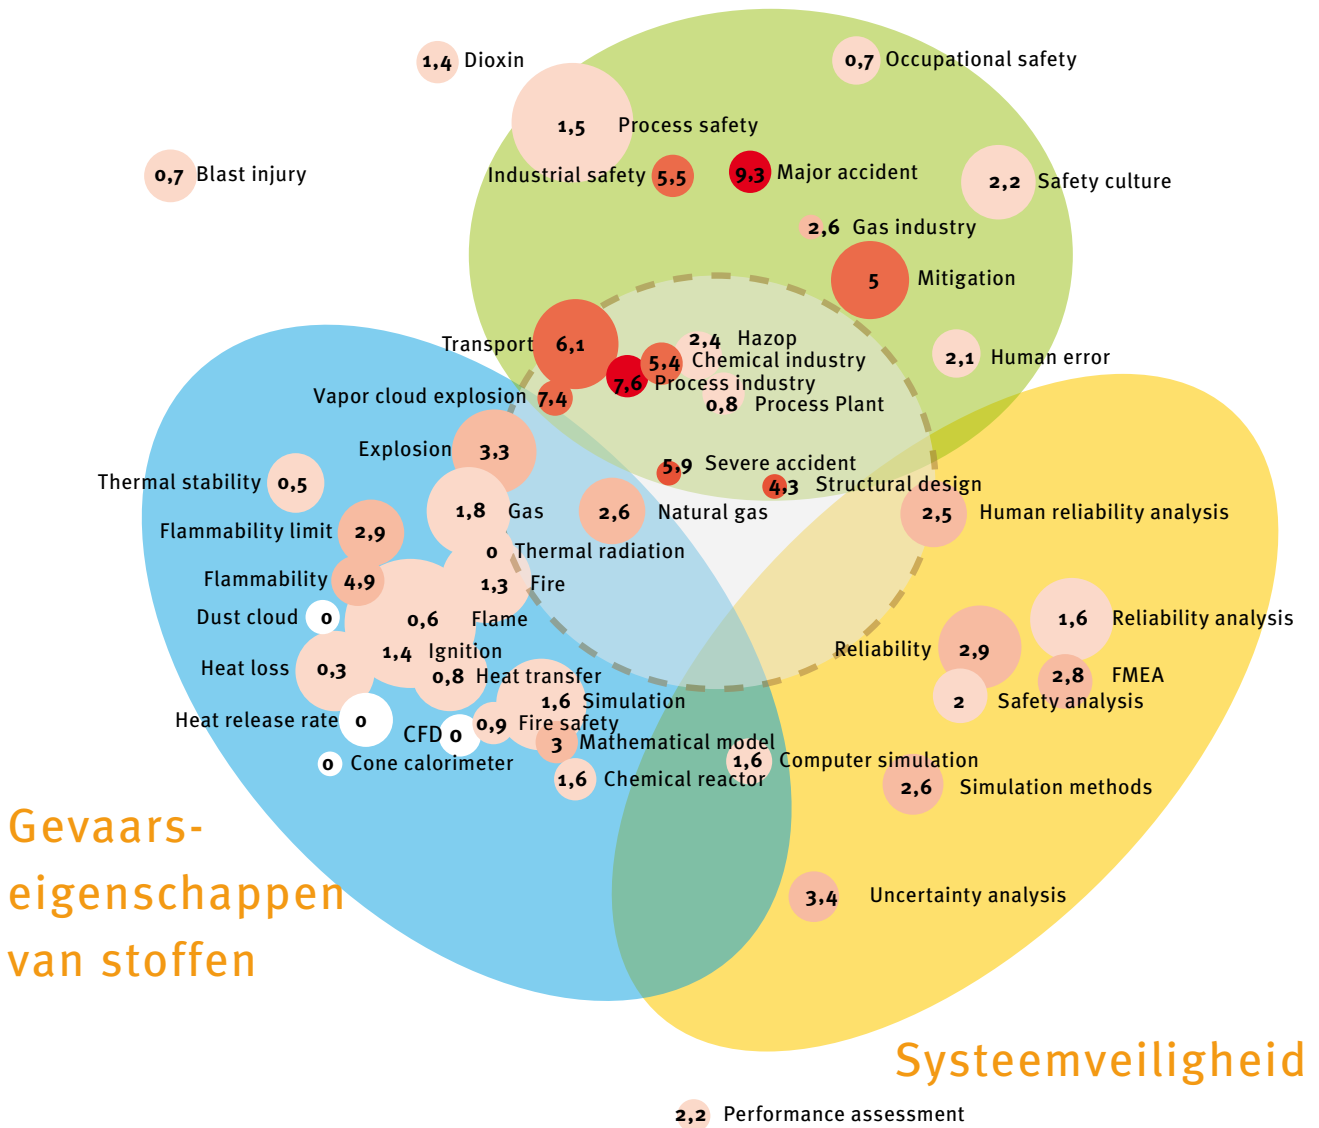 1,4 Dioxin
0,7 Occupational safety
1,5 Process safety
0,7 Blast injury
Industrial safety 5,5
9,3 Major accident
2,2 Safety culture
2,6 Gas industry
5 Mitigation
Transport 6,1
2,4 Hazop
5,4 Chemical industry
2,1 Human error
7,6 Process industry
Vapor cloud explosion 7,4
0,8 Process Plant
Explosion 3,3
5,9 Severe accident
Thermal stability 0,5
4,3 Structural design
1,8 Gas
2,6 Natural gas
2,5 Human reliability analysis
Flammability limit 2,9
0 Thermal radiation
Flammability 4,9
1,3 Fire
Dust cloud 0
0,6 Flame
1,6 Reliability analysis
1,4 Ignition
Reliability 2,9
Heat loss 0,3
0,8 Heat transfer
2,8 FMEA
1,6 Simulation
2 Safety analysis
Heat release rate 0
0,9 Fire safety
CFD 0
3 Mathematical model
0 Cone calorimeter
1,6 Computer simulation
1,6 Chemical reactor
2,6 Simulation methods
Gevaars-
eigenschappen
van stoffen
3,4 Uncertainty analysis
Systeemveiligheid
2,2 Performance assessment